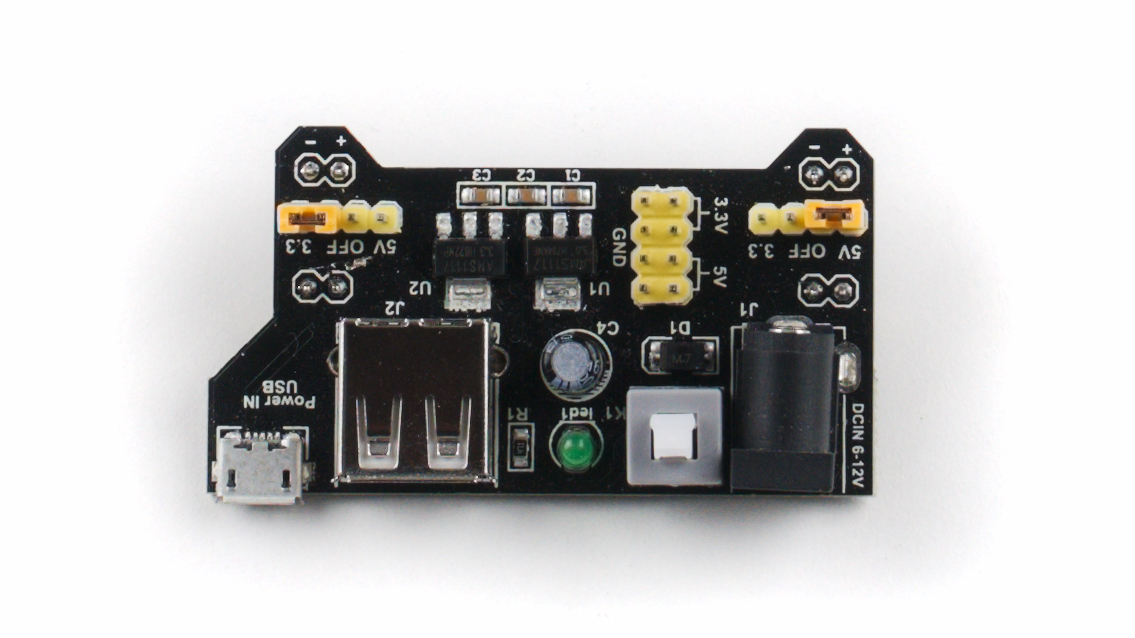 - +
- +
C3 C2 C1
3.3V
GND
5V
3.3 OFF 5V
3.3 OFF 5V
AMS1117
AMS1117
U2
U1
J2
J1
C4
D1
M7
USB
Power IN
R1
led1
K1
DCIN 6-12V